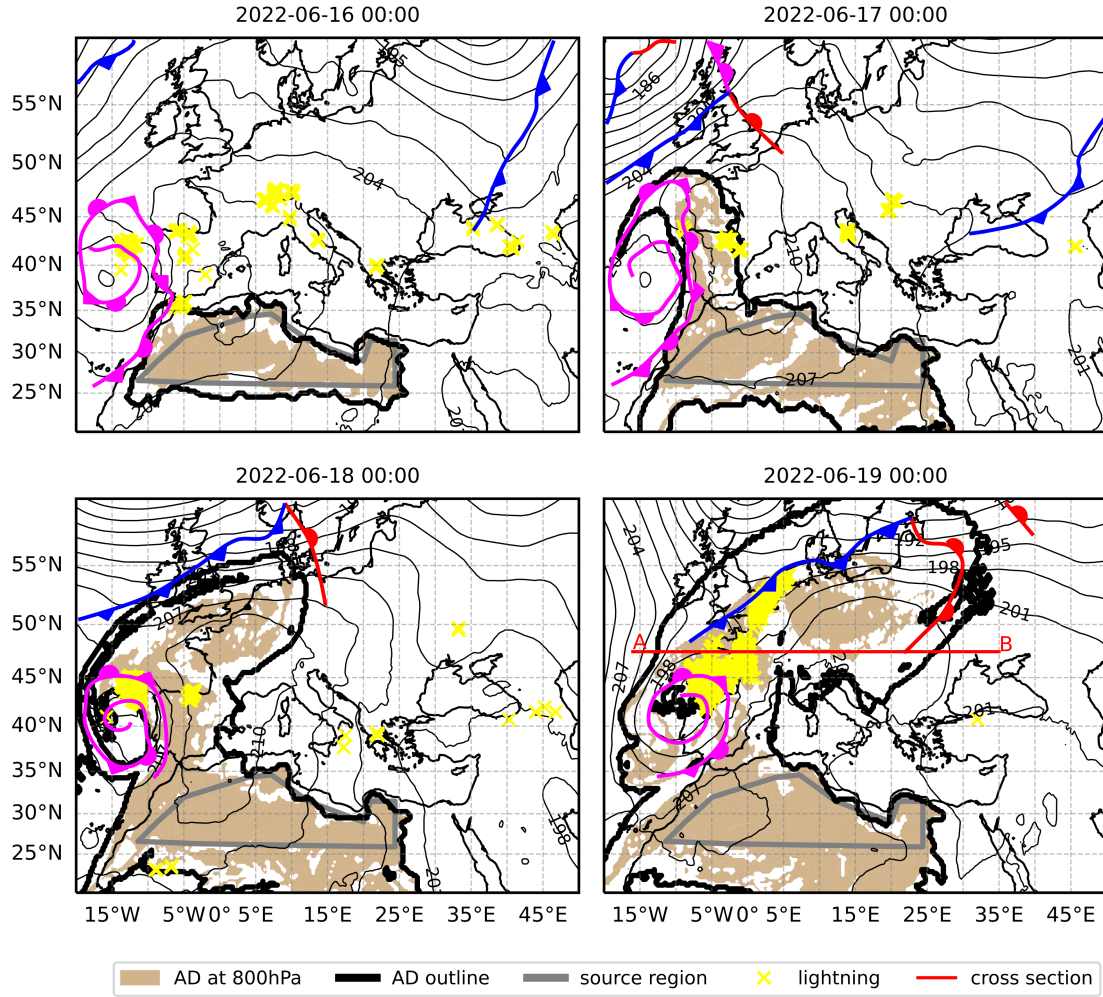 2022-06-16 00:00
2022-06-17 00:00
55°N
50°N
45°N
40°N
35°N
30°N
25°N
204
186
204
210
207
201
2022-06-18 00:00
2022-06-19 00:00
55°N
50°N
45°N
40°N
35°N
30°N
25°N
207
210
198
204
192
195
198
201
A
B
207
198
201
207
15°W
5°W
0°
5°E
15°E
25°E
35°E
45°E
15°W
5°W
0°
5°E
15°E
25°E
35°E
45°E
AD at 800hPa
AD outline
source region
lightning
cross section